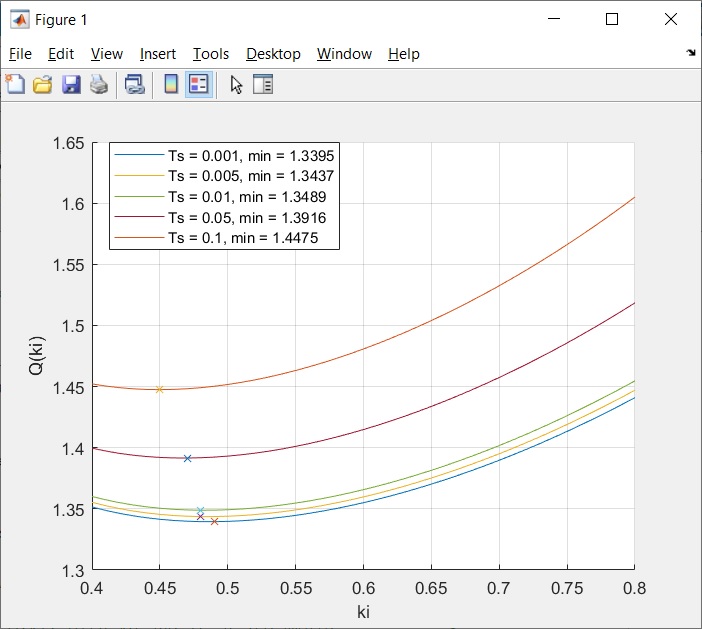 Figure 1
File Edit View Insert Tools Desktop Window Help
1.65
1.6
1.55
1.5
1.45
1.4
1.35
1.3
Q(ki)
Ts = 0.001, min = 1.3395
Ts = 0.005, min = 1.3437
Ts = 0.01, min = 1.3489
Ts = 0.05, min = 1.3916
Ts = 0.1, min = 1.4475
0.4 0.45 0.5 0.55 0.6 0.65 0.7 0.75 0.8
ki